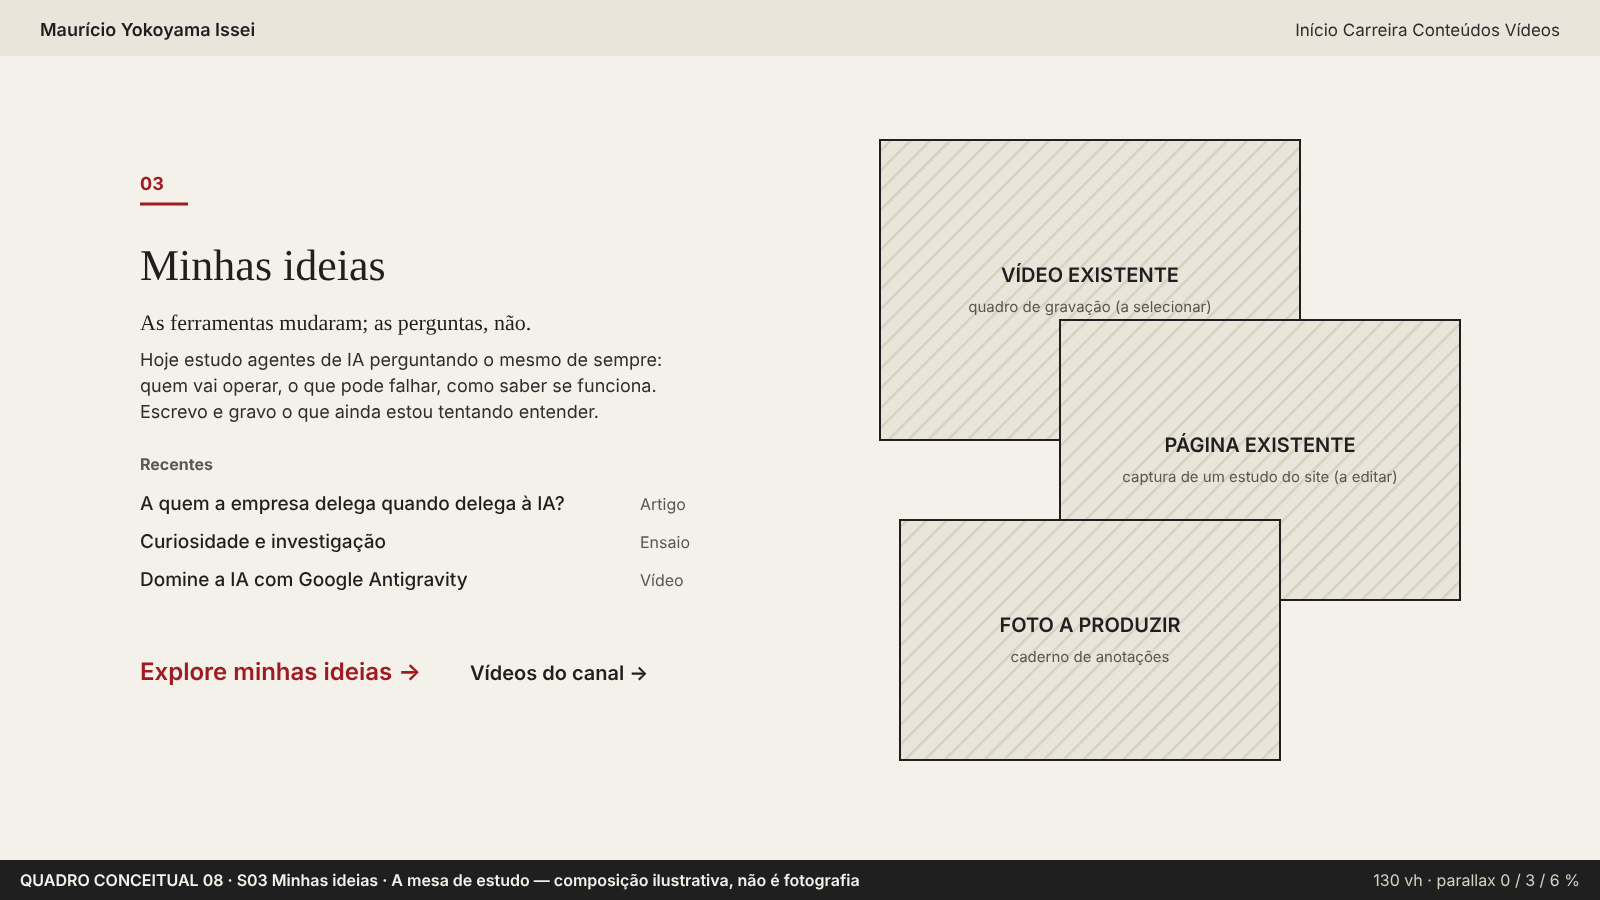 Maurício Yokoyama Issei
Início Carreira Conteúdos Vídeos
03
Minhas ideias
As ferramentas mudaram; as perguntas, não.
Hoje estudo agentes de IA perguntando o mesmo de sempre:
quem vai operar, o que pode falhar, como saber se funciona.
Escrevo e gravo o que ainda estou tentando entender.
Recentes
A quem a empresa delega quando delega à IA? Artigo
Curiosidade e investigação Ensaio
Domine a IA com Google Antigravity Vídeo
Explore minhas ideias → Vídeos do canal →
VÍDEO EXISTENTE
quadro de gravação (a selecionar)
PÁGINA EXISTENTE
captura de um estudo do site (a editar)
FOTO A PRODUZIR
caderno de anotações
QUADRO CONCEITUAL 08 · S03 Minhas ideias · A mesa de estudo — composição ilustrativa, não é fotografia
130 vh · parallax 0 / 3 / 6 %